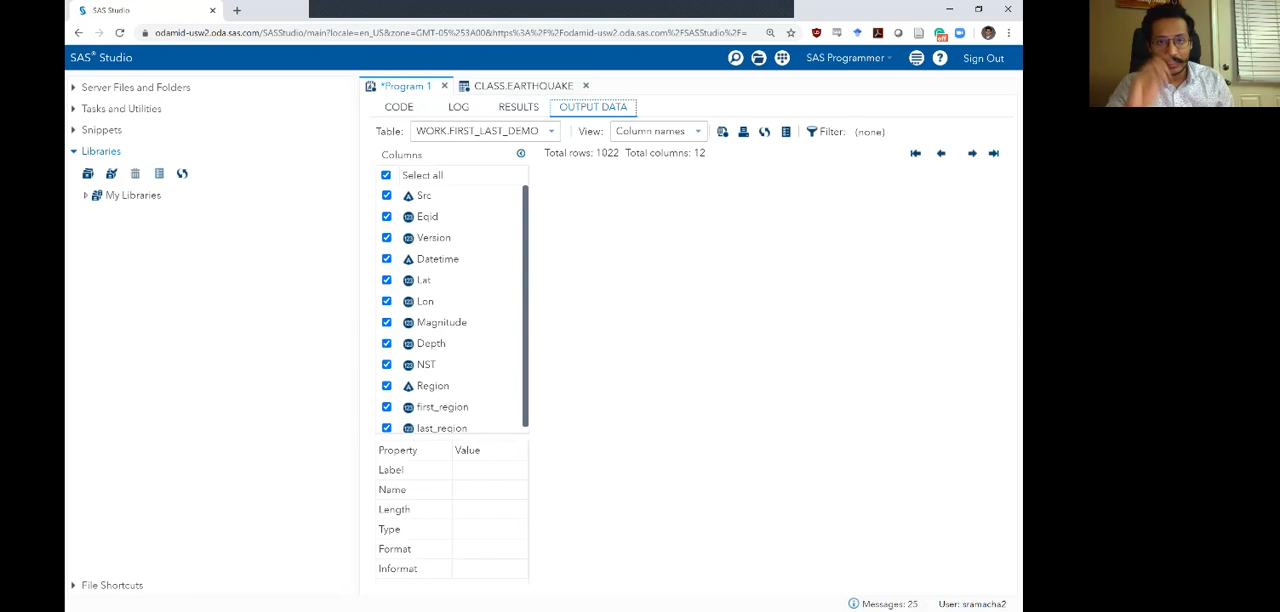 SAS Studio
odamid-usw2.oda.sas.com/SASStudio/main?locale=en_US&zone=GMT-05%253A00&https%3A%2F%2Fodamid-usw2.oda.sas.com%2FSASStudio%2F=
SAS® Studio
SAS Programmer
Sign Out
Server Files and Folders
Tasks and Utilities
Snippets
Libraries
My Libraries
File Shortcuts
*Program 1
CLASS.EARTHQUAKE
CODE LOG RESULTS OUTPUT DATA
Table: WORK.FIRST_LAST_DEMO View: Column names Filter: (none)
Columns
Total rows: 1022 Total columns: 12
Select all
Src
Eqid
Version
Datetime
Lat
Lon
Magnitude
Depth
NST
Region
first_region
last_region
Property Value
Label
Name
Length
Type
Format
Informat
Messages: 25 User: sramacha2